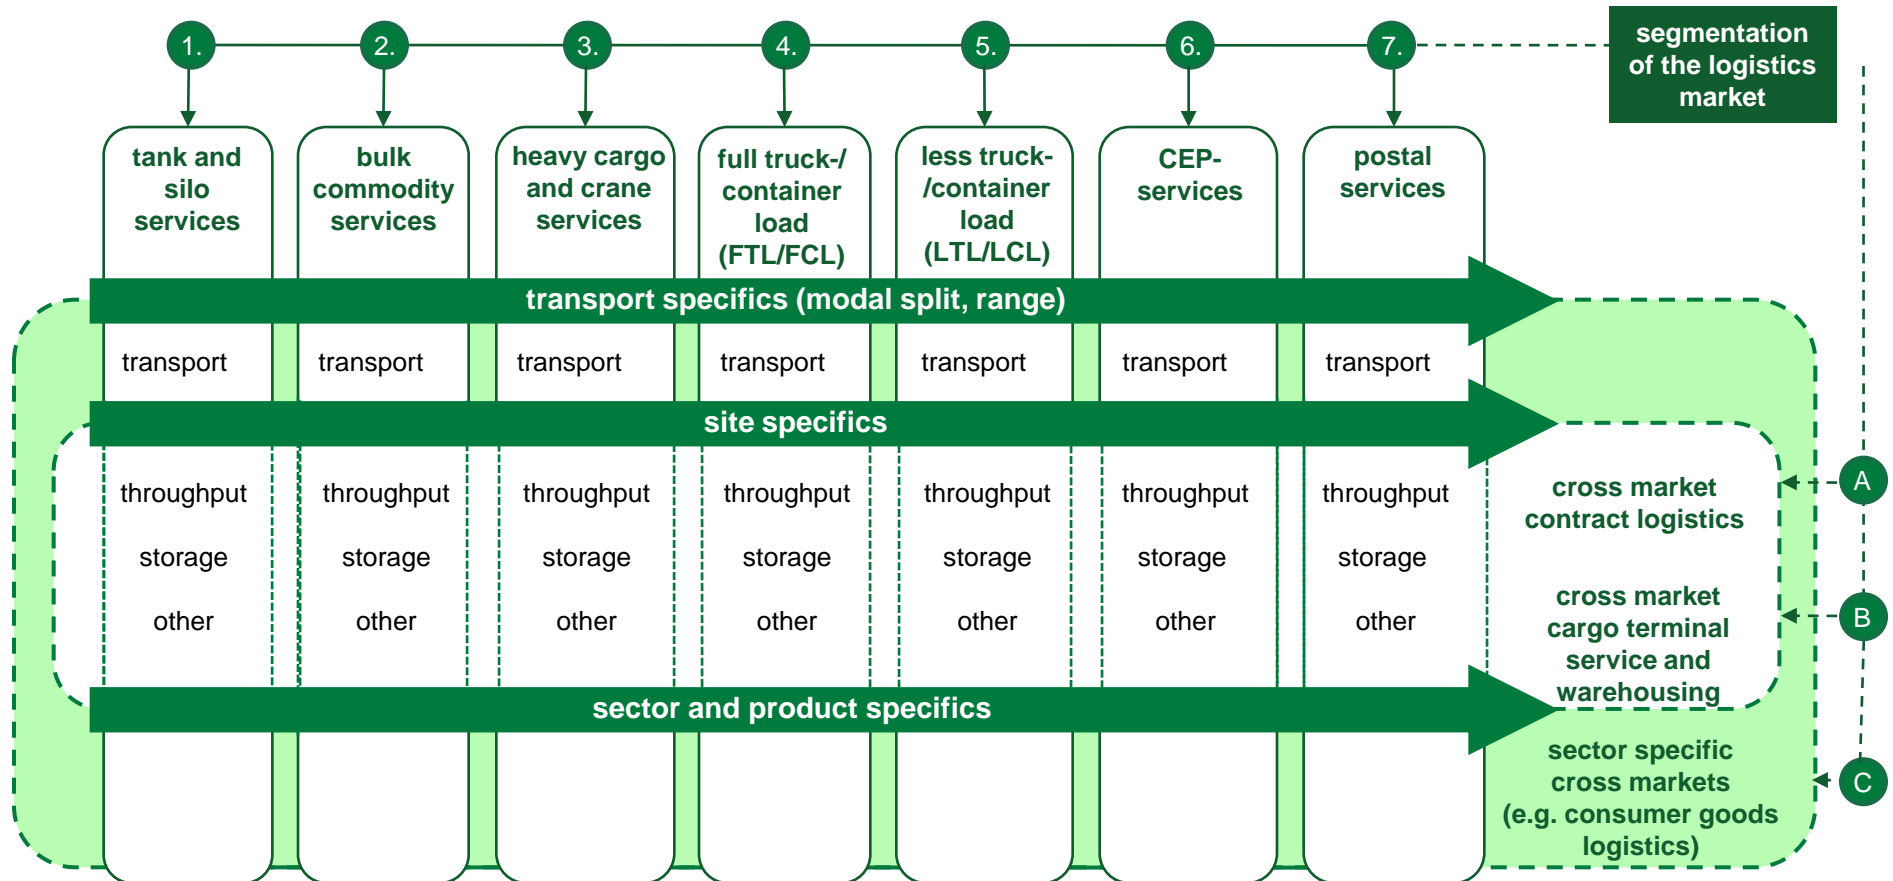 1.
2.
3.
4.
5.
6.
7.
segmentation
of the logistics
market
tank and
silo
services
bulk
commodity
services
heavy cargo
and crane
services
full truck-/
container
load
(FTL/FCL)
less truck-
/container
load
(LTL/LCL)
CEP-
services
postal
services
transport specifics (modal split, range)
transport transport transport transport transport transport transport
site specifics
throughput throughput throughput throughput throughput throughput throughput
storage storage storage storage storage storage storage
other other other other other other other
cross market
contract logistics
A
cross market
cargo terminal
service and
warehousing
B
sector and product specifics
sector specific
cross markets
(e.g. consumer goods
logistics)
C